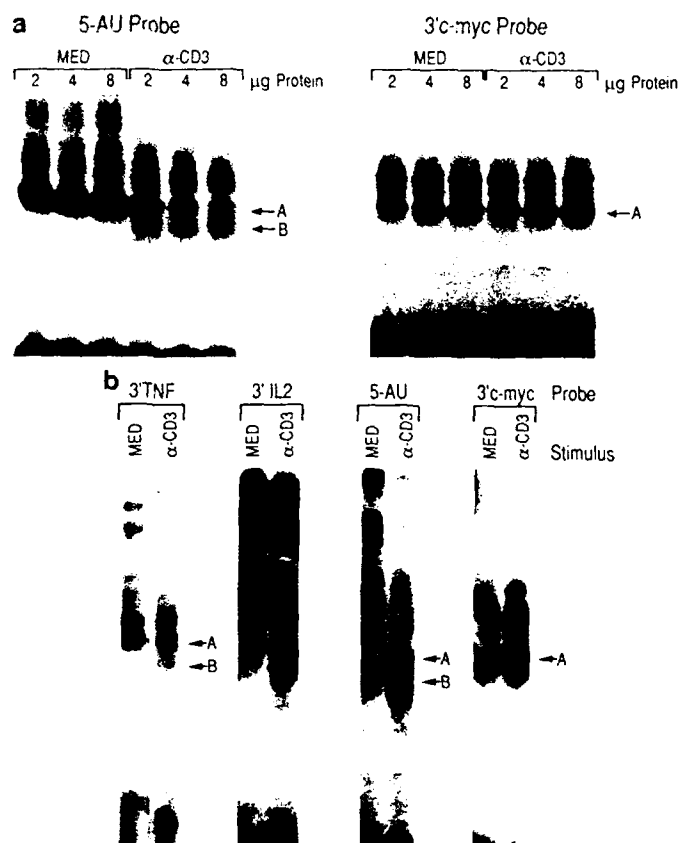 a
5-AU Probe
3'c-myc Probe
MED α-CD3
2 4 8 2 4 8 μg Protein
MED α-CD3
2 4 8 2 4 8 μg Protein
A
B
A
b
3'TNF 3' IL2 5-AU 3'c-myc Probe
MED α-CD3 MED α-CD3 MED α-CD3 MED α-CD3 Stimulus
A
B
A
B
A